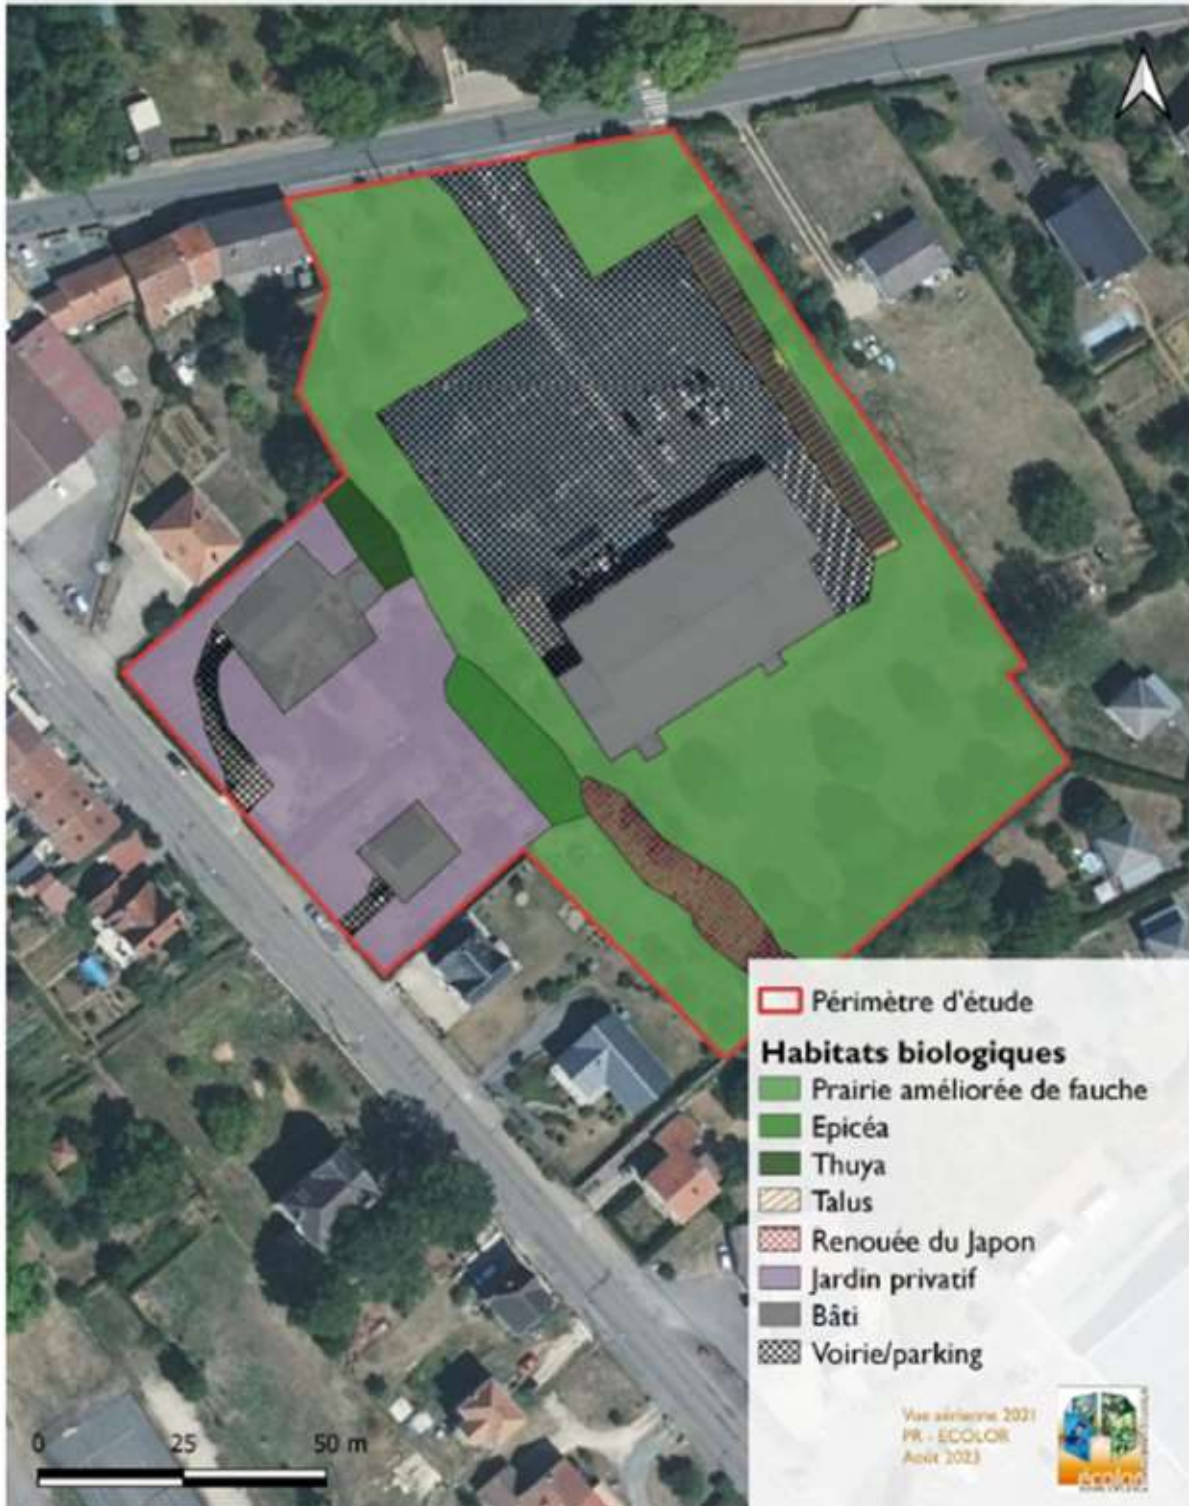 Périmètre d'étude
Habitats biologiques
Prairie améliorée de fauche
Epicéa
Thuya
Talus
Renouée du Japon
Jardin privatif
Bâti
Voirie/parking
Vue aérienne 2021
PR - ECOLOR
Août 2023
écolor
0 25 50 m